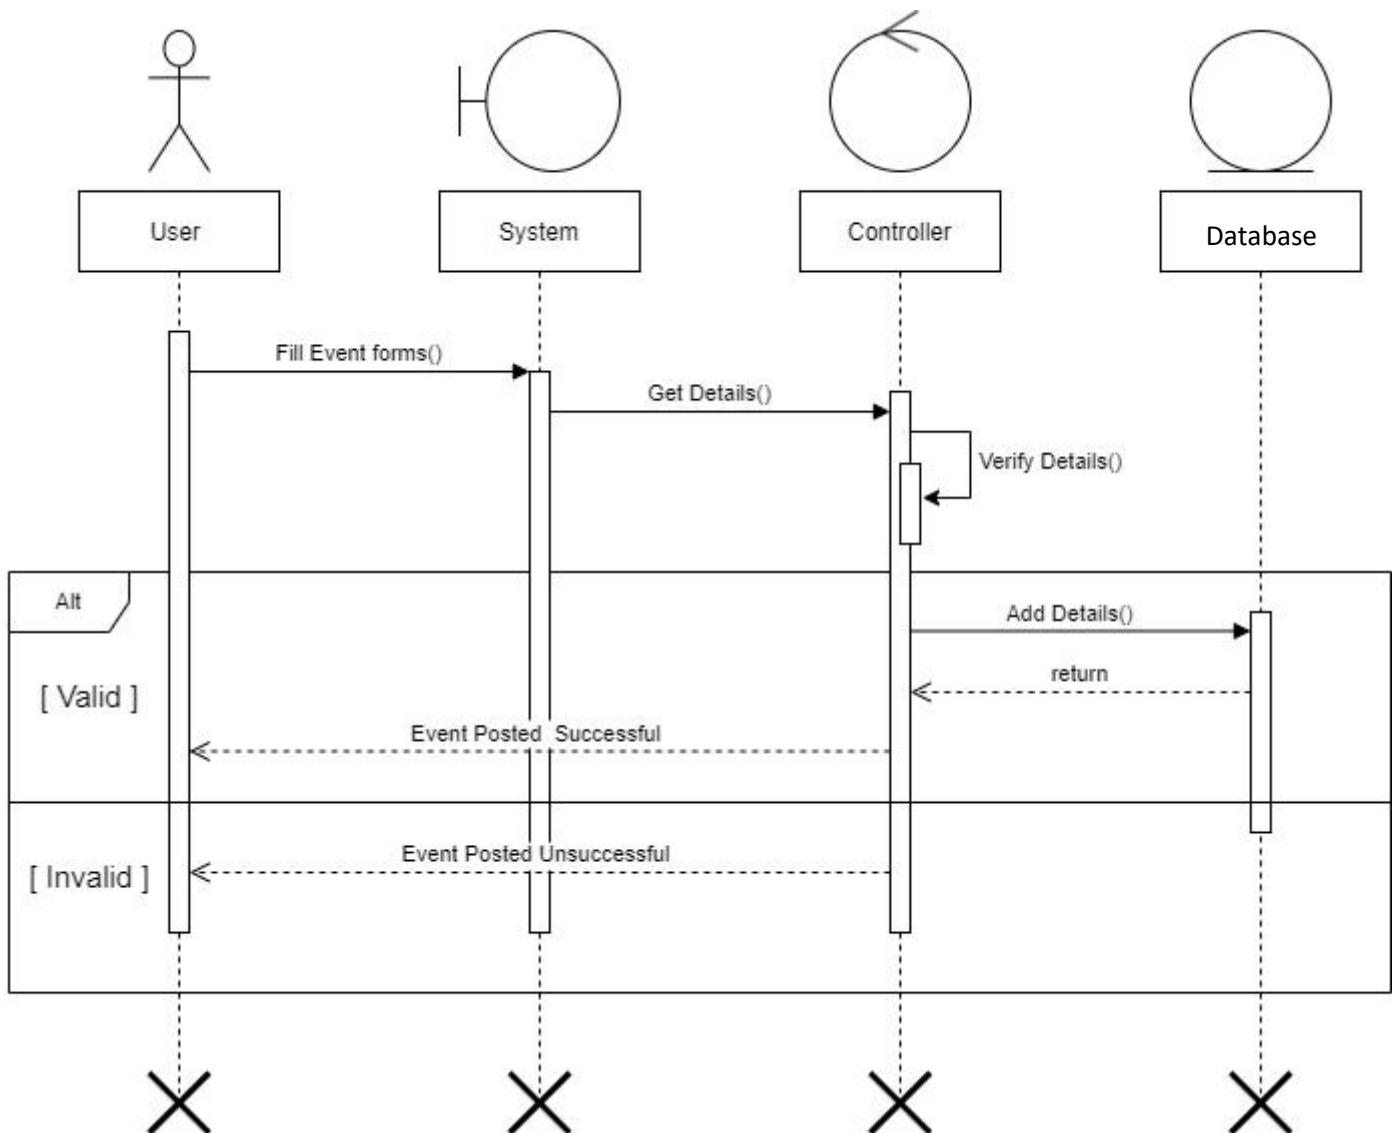 User
System
Controller
Database
Fill Event forms()
Get Details()
Verify Details()
Alt
Add Details()
[ Valid ]
return
Event Posted  Successful
Event Posted Unsuccessful
[ Invalid ]